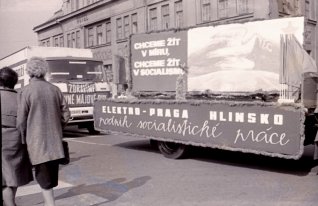 CHCEME ŽÍT
V MÍRU,
CHCEME ŽÍT
V SOCIALISMU
ELEKTRO-PRAGA HLINSKO
podnik socialistické práce